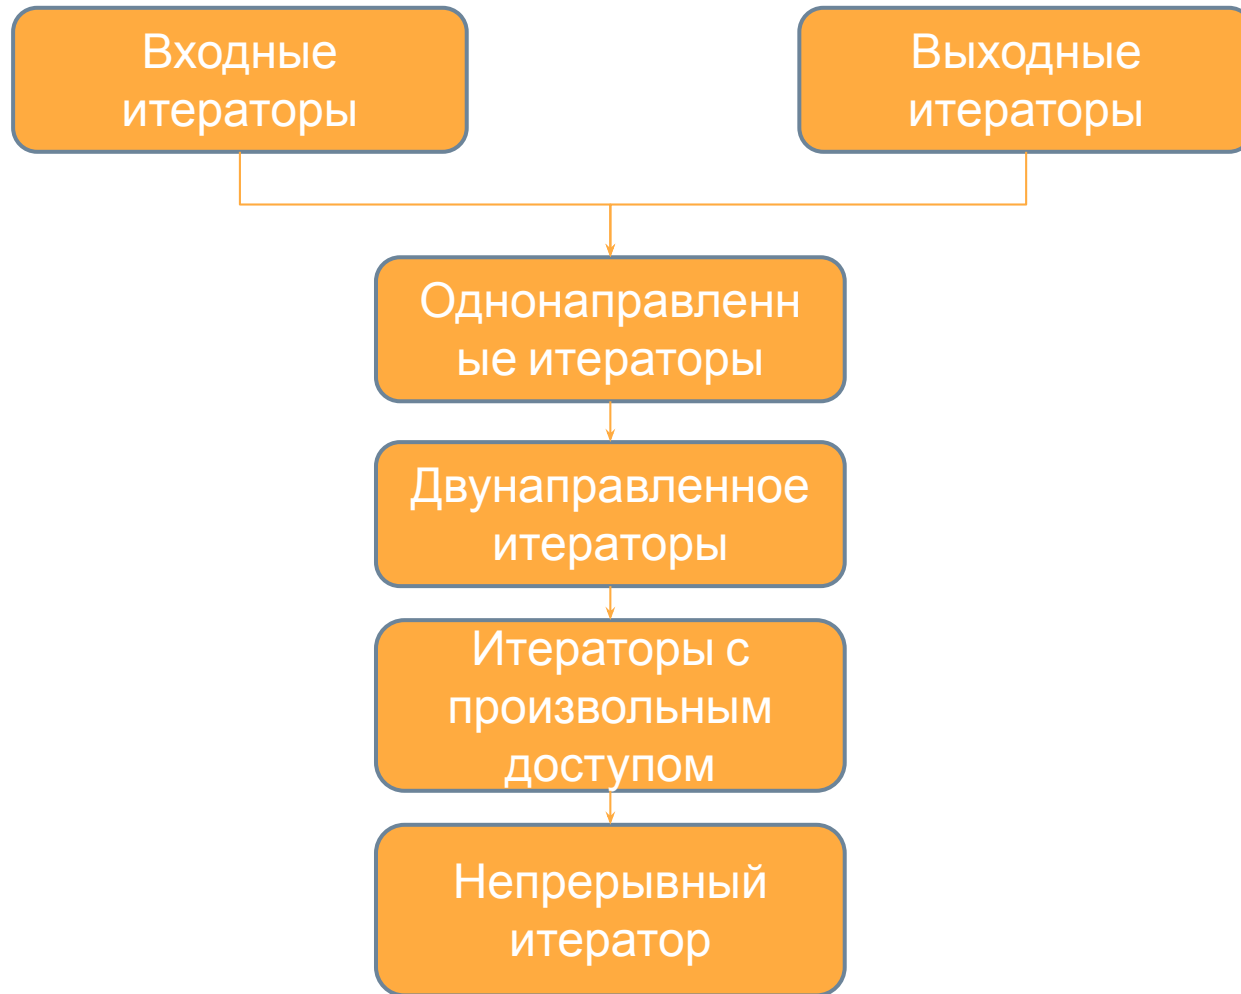 Входные
итераторы
Выходные
итераторы
Однонаправленн
ые итераторы
Двунаправленное
итераторы
Итераторы с
произвольным
доступом
Непрерывный
итератор